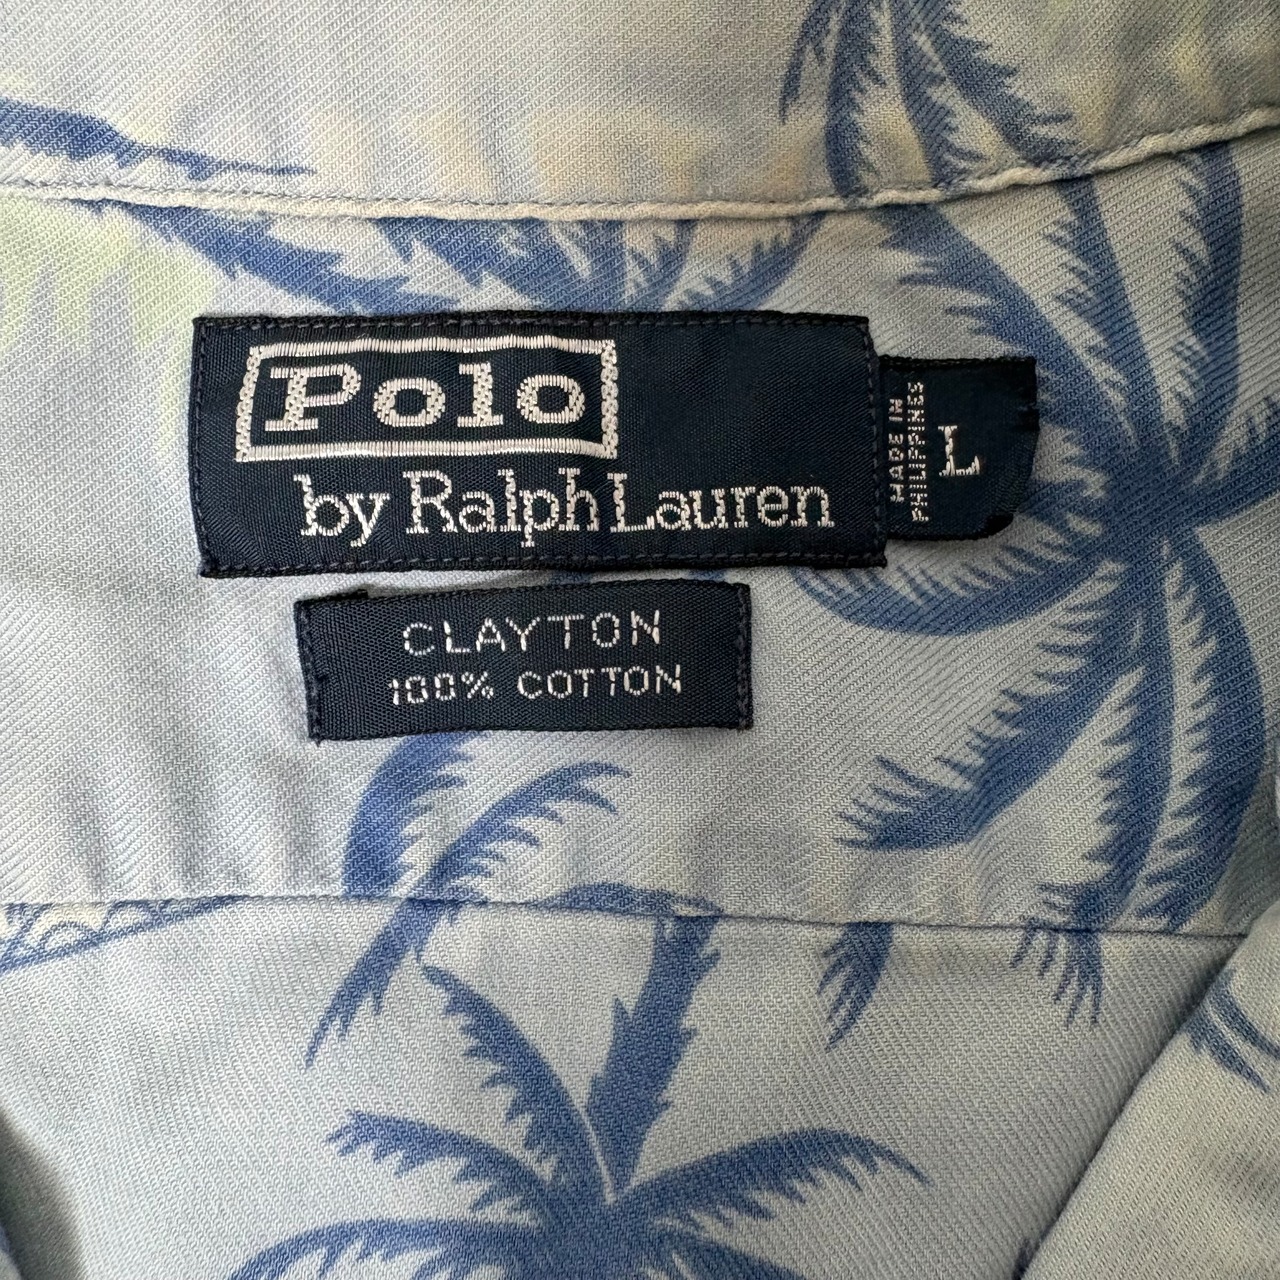 Polo
by Ralph Lauren
MADE IN
PHILIPPINES
L
CLAYTON
100% COTTON